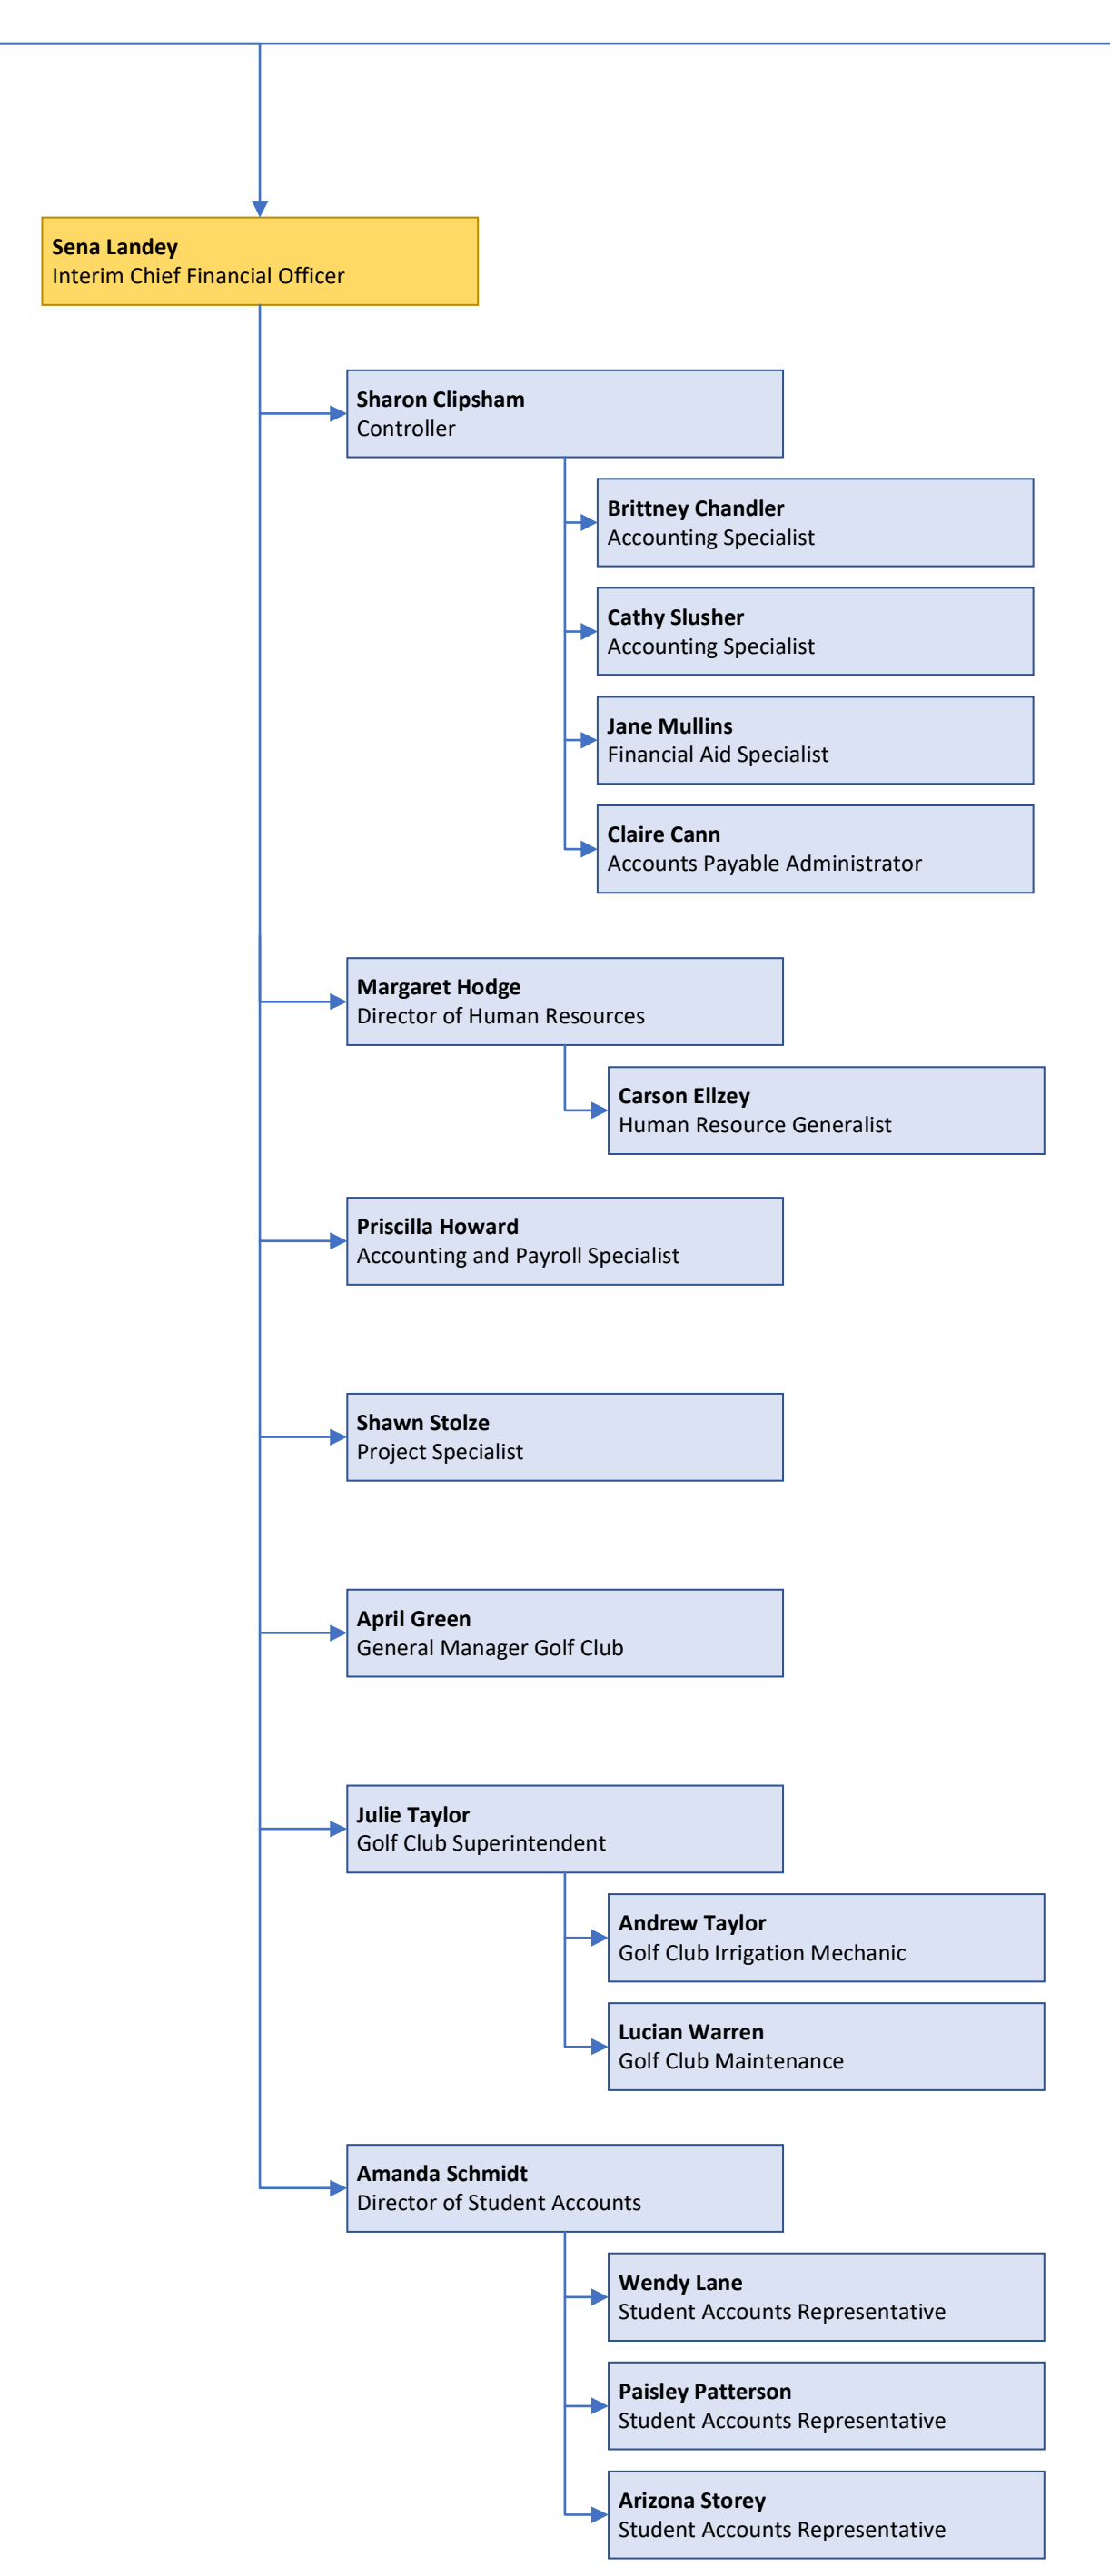 Sena Landey
Interim Chief Financial Officer
Sharon Clipsham
Controller
Brittney Chandler
Accounting Specialist
Cathy Slusher
Accounting Specialist
Jane Mullins
Financial Aid Specialist
Claire Cann
Accounts Payable Administrator
Margaret Hodge
Director of Human Resources
Carson Ellzey
Human Resource Generalist
Priscilla Howard
Accounting and Payroll Specialist
Shawn Stolze
Project Specialist
April Green
General Manager Golf Club
Julie Taylor
Golf Club Superintendent
Andrew Taylor
Golf Club Irrigation Mechanic
Lucian Warren
Golf Club Maintenance
Amanda Schmidt
Director of Student Accounts
Wendy Lane
Student Accounts Representative
Paisley Patterson
Student Accounts Representative
Arizona Storey
Student Accounts Representative